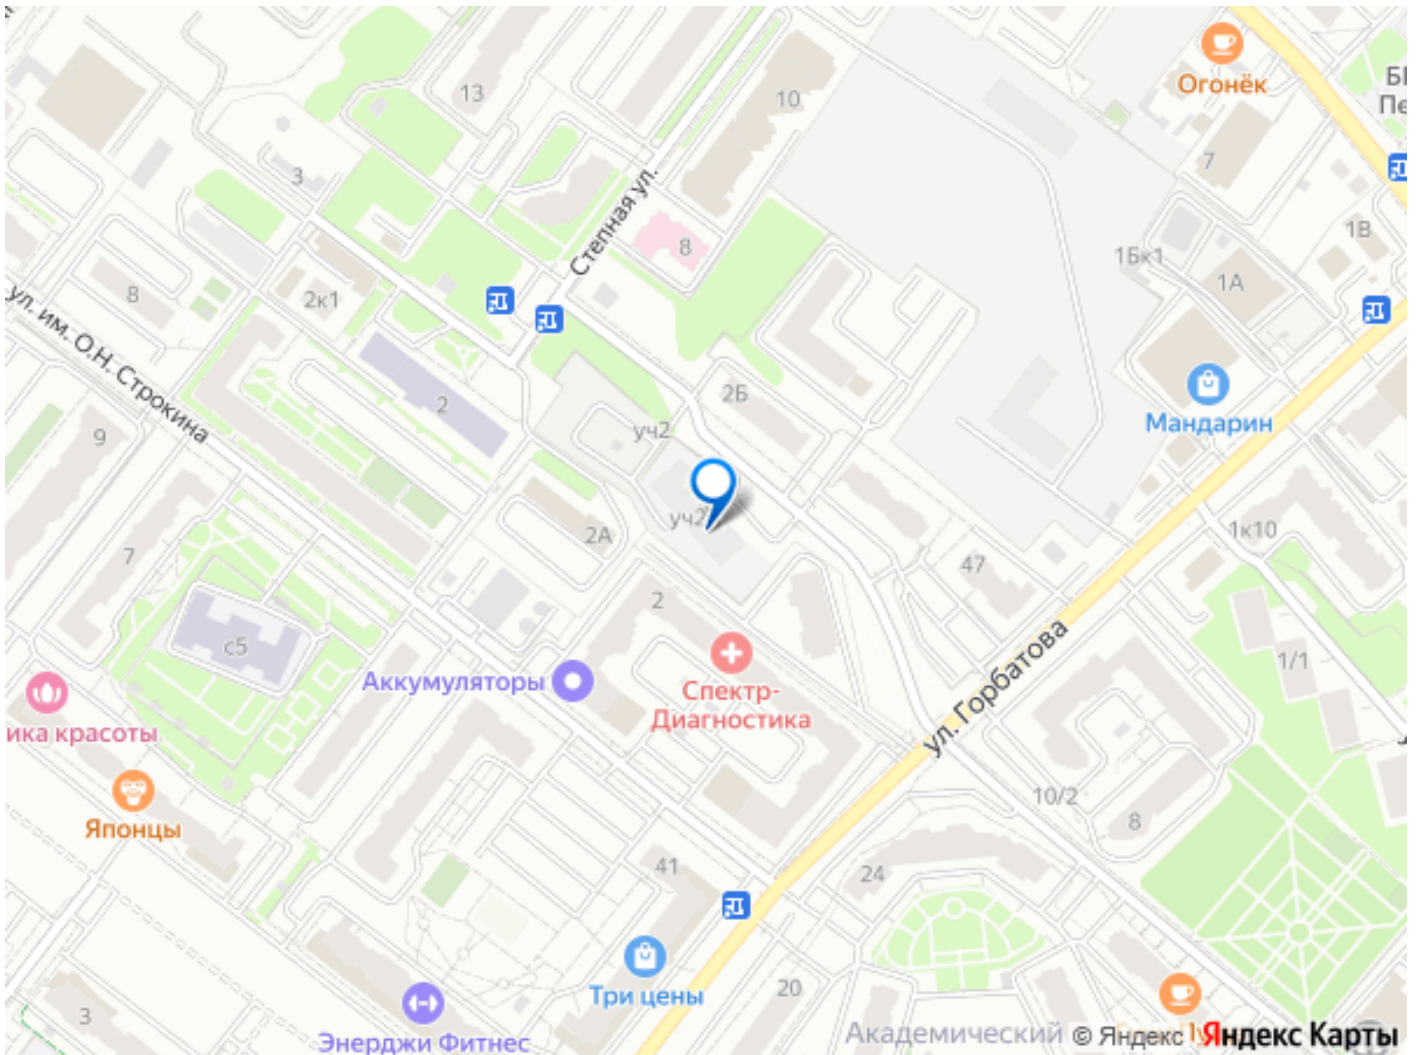 Огонёк
13
10
7
3
Степная ул.
8
1В
1Бк1
1А
8
2к1
ул. им. О.Н. Строкина
2
2Б
уч2
Мандарин
9
уч2
2А
1к10
7
47
2
с5
1/1
Аккумуляторы
Спектр-
Диагностика
ул. Горбатова
ика красоты
Японцы
10/2
8
41
24
Три цены
20
3
Энерджи Фитнес
Академический
© Яндекс
Яндекс Карты